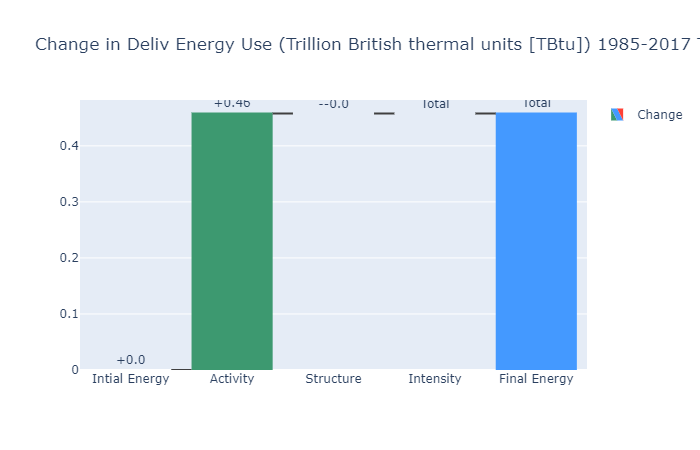 Change in Deliv Energy Use (Trillion British thermal units [TBtu]) 1985-2017
+0.46
--0.0
Total
Total
Change
0.4
0.3
0.2
0.1
+0.0
0
Intial Energy
Activity
Structure
Intensity
Final Energy